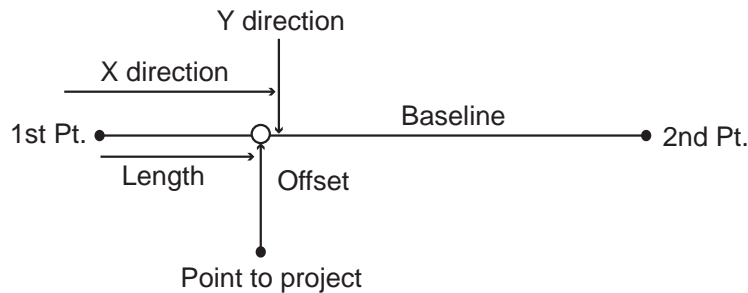 Y direction
X direction
Baseline
1st Pt.
2nd Pt.
Length
Offset
Point to project